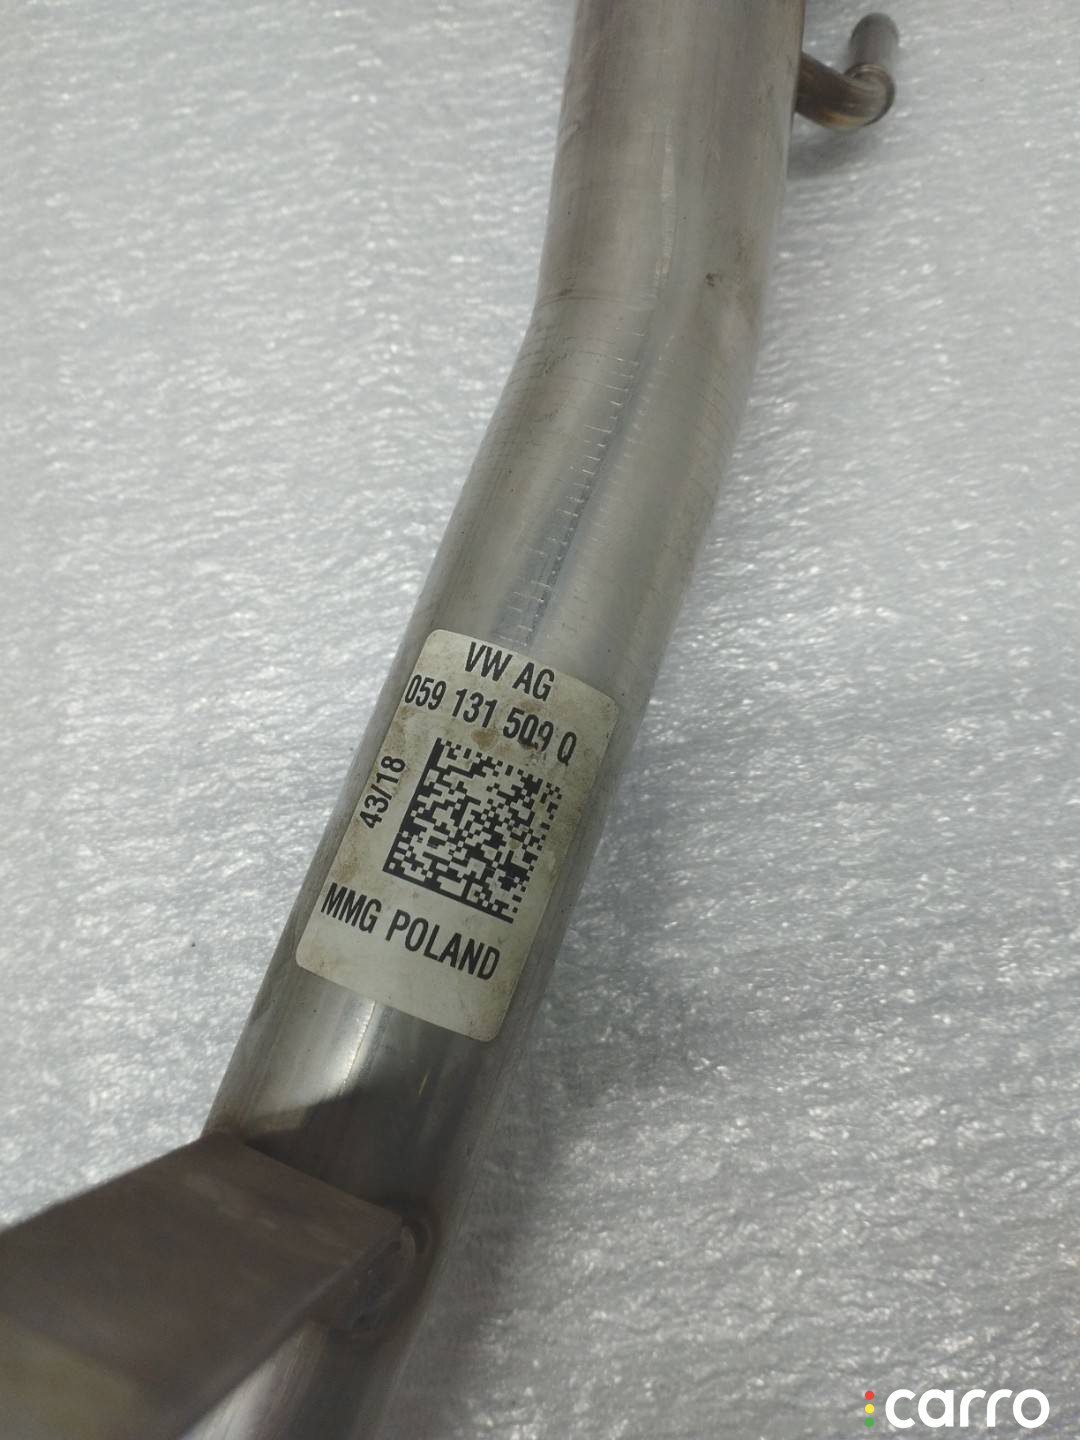 VW AG
059 131 509 Q
43/18
MMG POLAND
carro